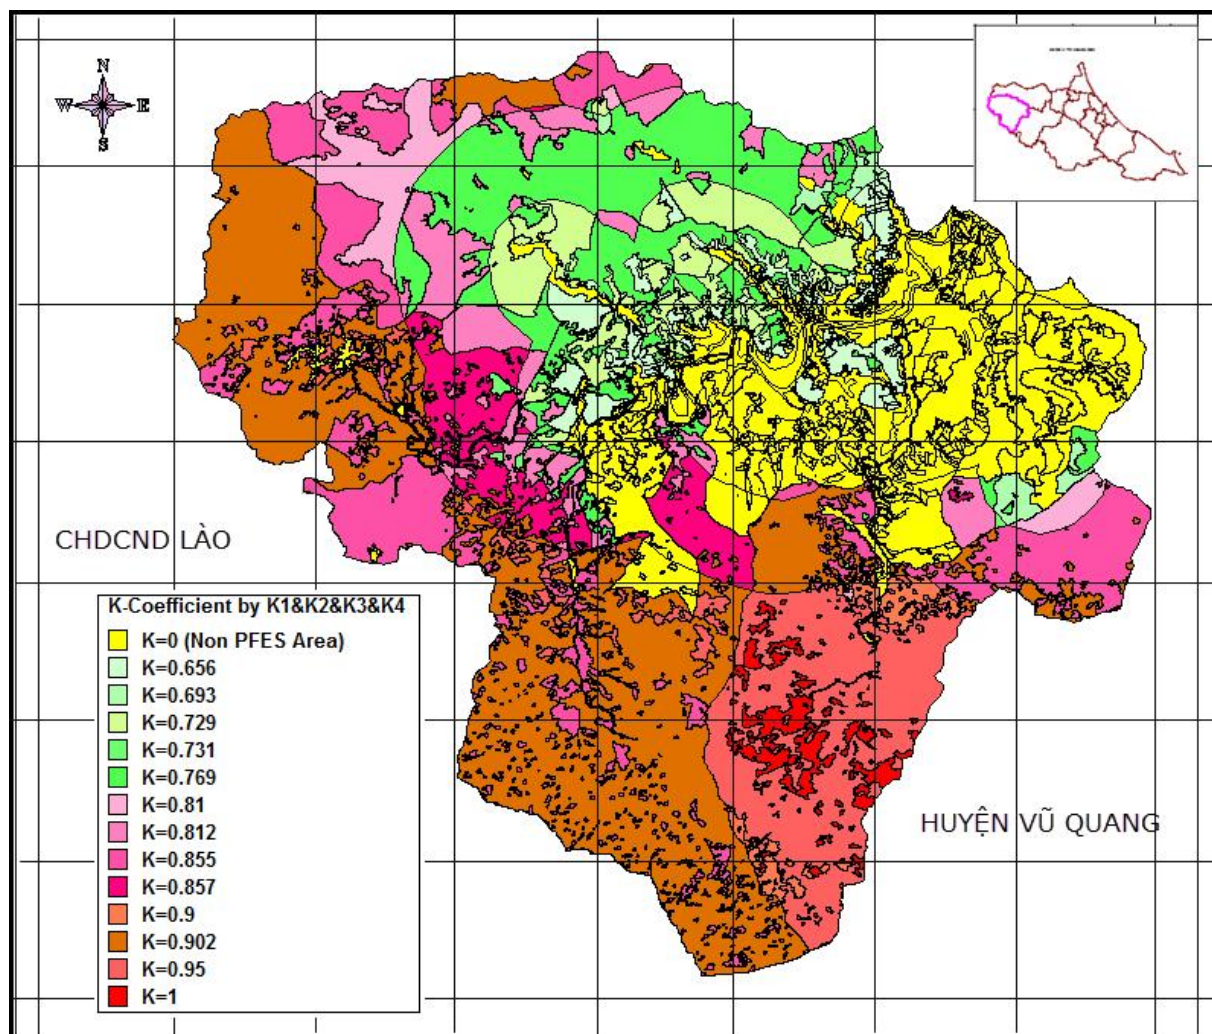 N
W E
S
CHDCND LÀO
K-Coefficient by K1&K2&K3&K4
K=0 (Non PFES Area)
K=0.656
K=0.693
K=0.729
K=0.731
K=0.769
K=0.81
K=0.812
K=0.855
K=0.857
K=0.9
K=0.902
K=0.95
K=1
HUYỆN VŨ QUANG